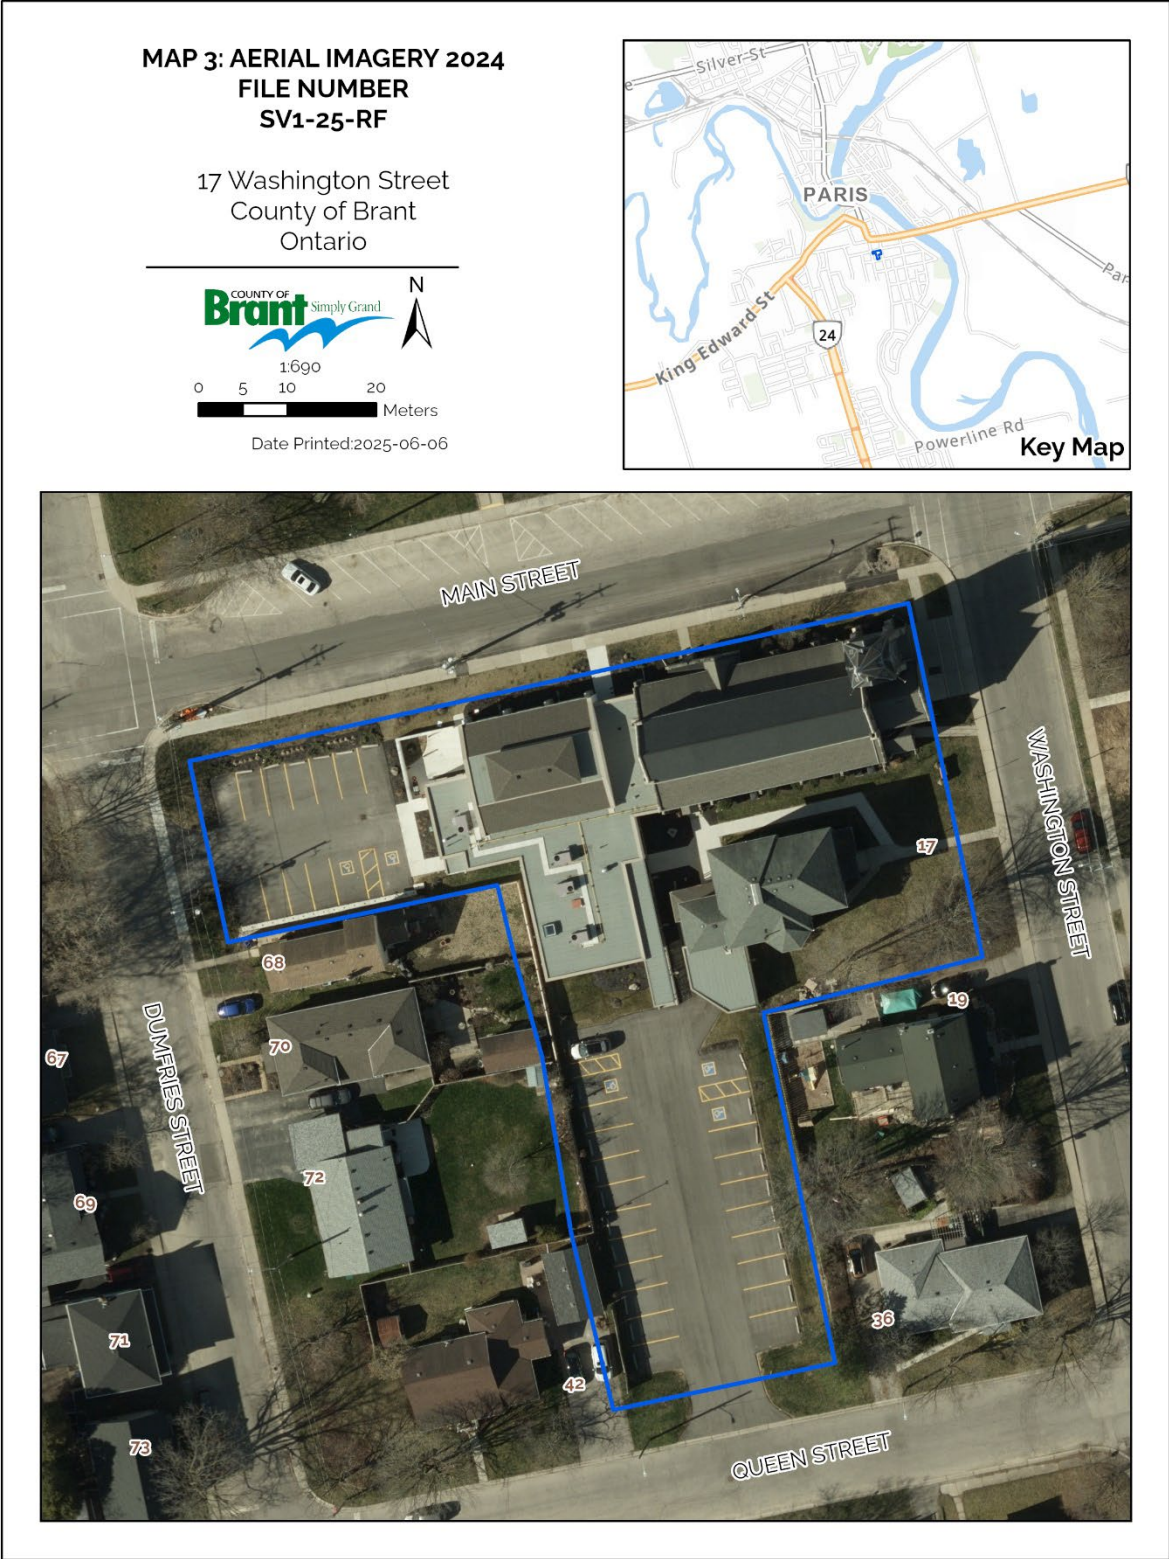 MAP 3: AERIAL IMAGERY 2024
FILE NUMBER
SV1-25-RF
17 Washington Street
County of Brant
Ontario
COUNTY OF
Brant Simply Grand
N
1:690
0 5 10 20
Meters
Date Printed:2025-06-06
Silver St
PARIS
King Edward St
24
Par
Powerline Rd
Key Map
MAIN STREET
WASHINGTON STREET
17
68
19
70
67
DUMFRIES STREET
72
69
36
71
42
73
QUEEN STREET